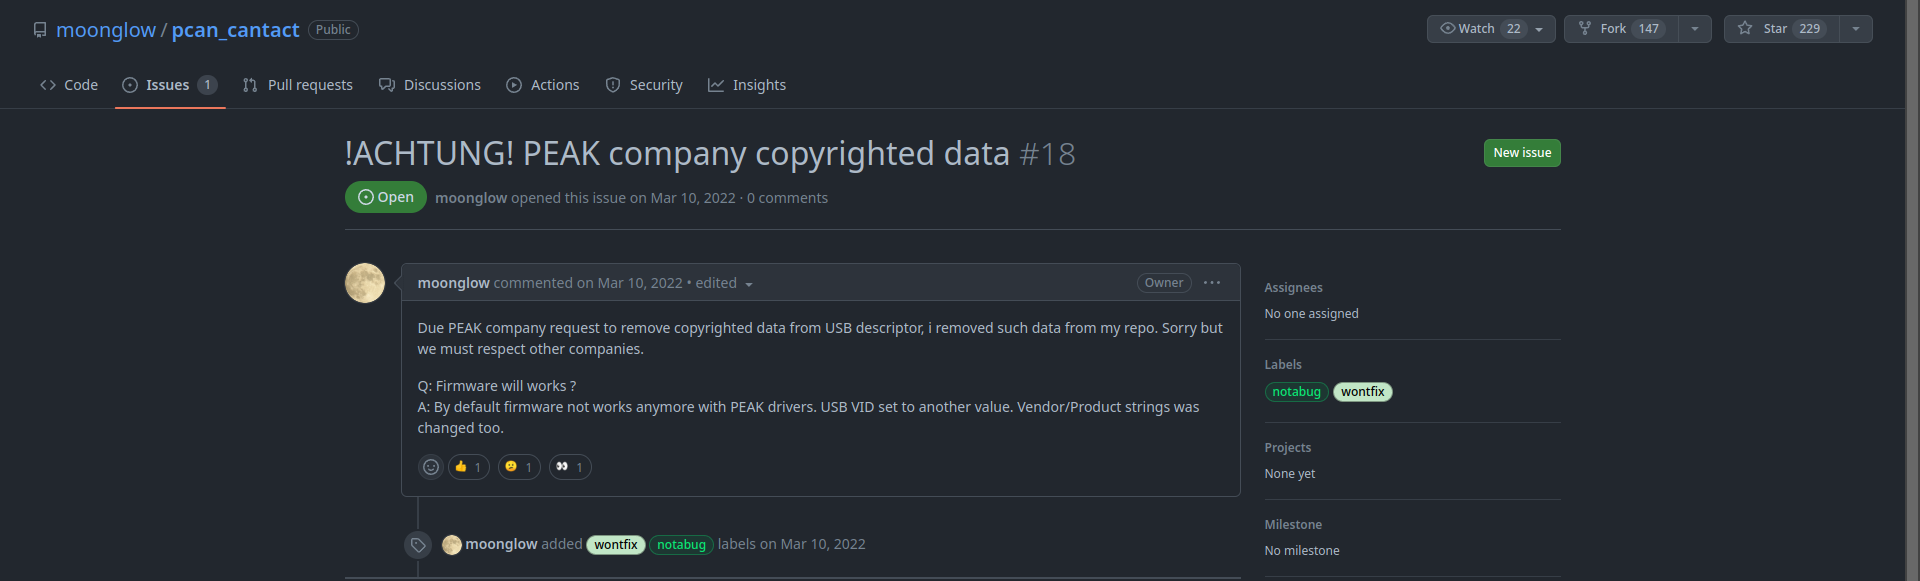 moonglow / pcan_cantact Public
Watch 22 Fork 147 Star 229
Code Issues 1 Pull requests Discussions Actions Security Insights
!ACHTUNG! PEAK company copyrighted data #18
New issue
Open moonglow opened this issue on Mar 10, 2022 · 0 comments
moonglow commented on Mar 10, 2022 • edited Owner
Due PEAK company request to remove copyrighted data from USB descriptor, i removed such data from my repo. Sorry but
we must respect other companies.
Q: Firmware will works ?
A: By default firmware not works anymore with PEAK drivers. USB VID set to another value. Vendor/Product strings was
changed too.
1 1 1
moonglow added wontfix notabug labels on Mar 10, 2022
Assignees
No one assigned
Labels
notabug wontfix
Projects
None yet
Milestone
No milestone